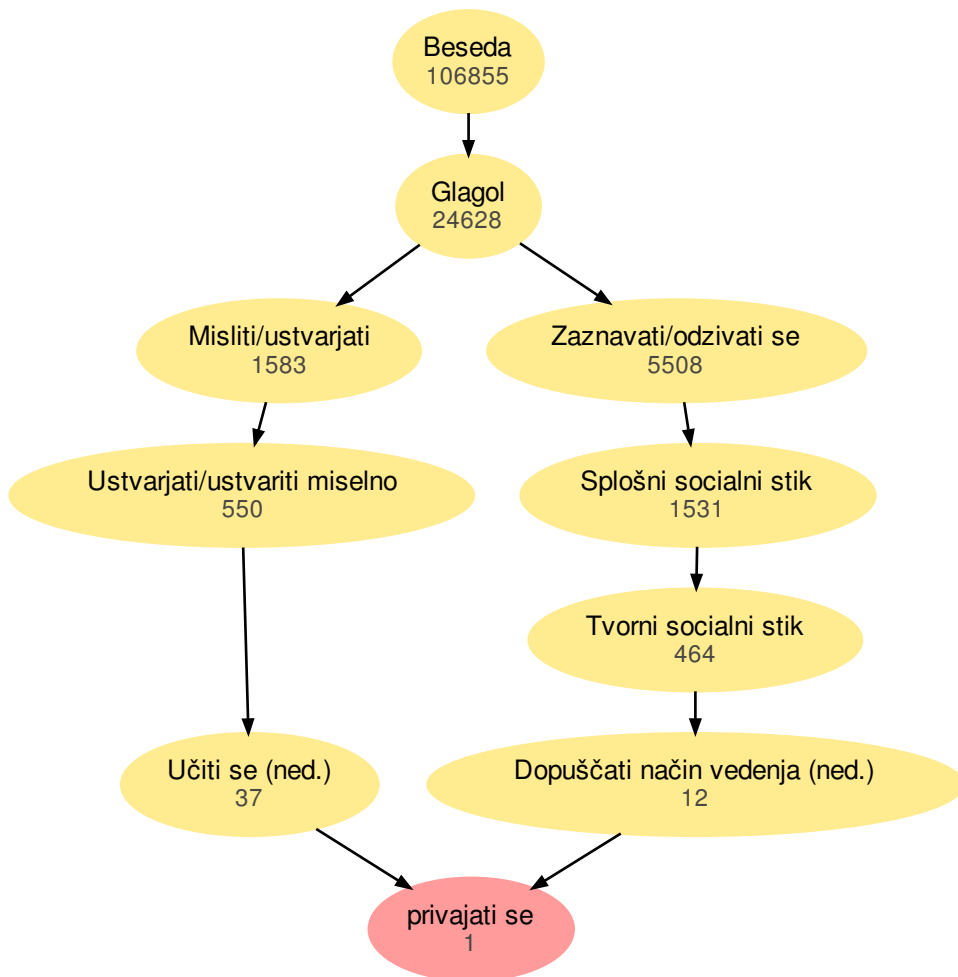 Beseda
106855
Glagol
24628
Misliti/ustvarjati
1583
Zaznavati/odzivati se
5508
Ustvarjati/ustvariti miselno
550
Splošni socialni stik
1531
Tvorni socialni stik
464
Učiti se (ned.)
37
Dopuščati način vedenja (ned.)
12
privajati se
1